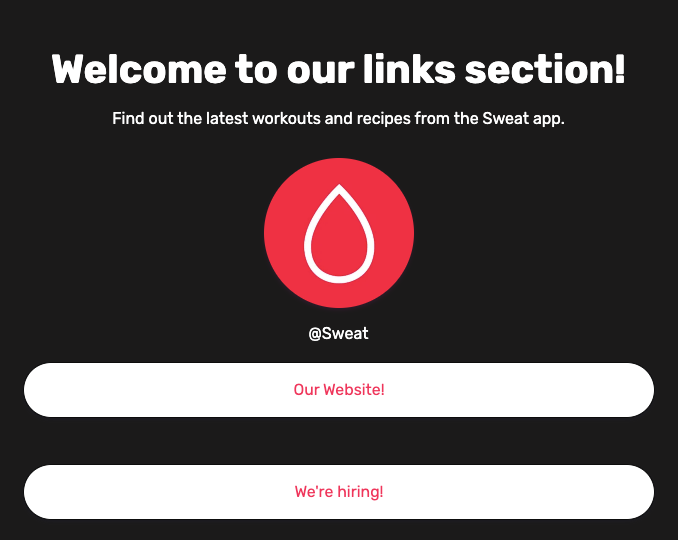 Welcome to our links section!
Find out the latest workouts and recipes from the Sweat app.
@Sweat
Our Website!
We're hiring!